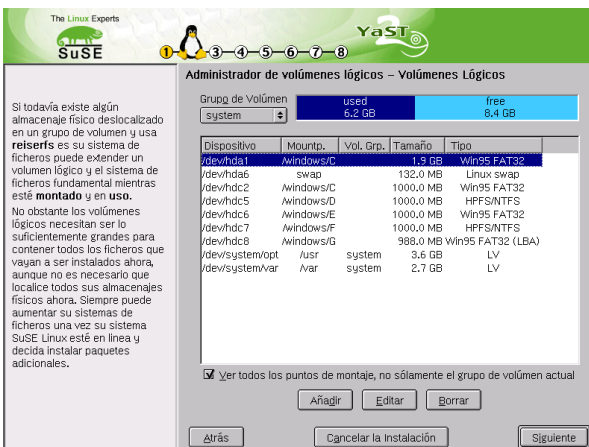 The Linux Experts
SuSE
YaST2
1 3 4 5 6 7 8
Administrador de volúmenes lógicos – Volúmenes Lógicos
Si todavía existe algún
almacenaje físico deslocalizado
en un grupo de volumen y usa
reiserfs es su sistema de
ficheros puede extender un
volumen lógico y el sistema de
ficheros fundamental mientras
esté montado y en uso.
No obstante los volúmenes
lógicos necesitan ser lo
suficientemente grandes para
contener todos los ficheros que
vayan a ser instalados ahora,
aunque no es necesario que
localice todos sus almacenajes
físicos ahora. Siempre puede
aumentar su sistemas de
ficheros una vez su sistema
SuSE Linux esté en linea y
decida instalar paquetes
adicionales.
Grupo de Volúmen
system
used
6.2 GB
free
8.4 GB
Dispositivo Mountp. Vol. Grp. Tamaño Tipo
/dev/hda1 /windows/C 1.9 GB Win95 FAT32
/dev/hda6 swap 132.0 MB Linux swap
/dev/hdc2 /windows/C 1000.0 MB Win95 FAT32
/dev/hdc5 /windows/D 1000.0 MB HPFS/NTFS
/dev/hdc6 /windows/E 1000.0 MB Win95 FAT32
/dev/hdc7 /windows/F 1000.0 MB HPFS/NTFS
/dev/hdc8 /windows/G 988.0 MB Win95 FAT32 (LBA)
/dev/system/opt /usr system 3.6 GB LV
/dev/system/var /var system 2.7 GB LV
Ver todos los puntos de montaje, no sólamente el grupo de volúmen actual
Añadir Editar Borrar
Atrás Cancelar la Instalación Siguiente